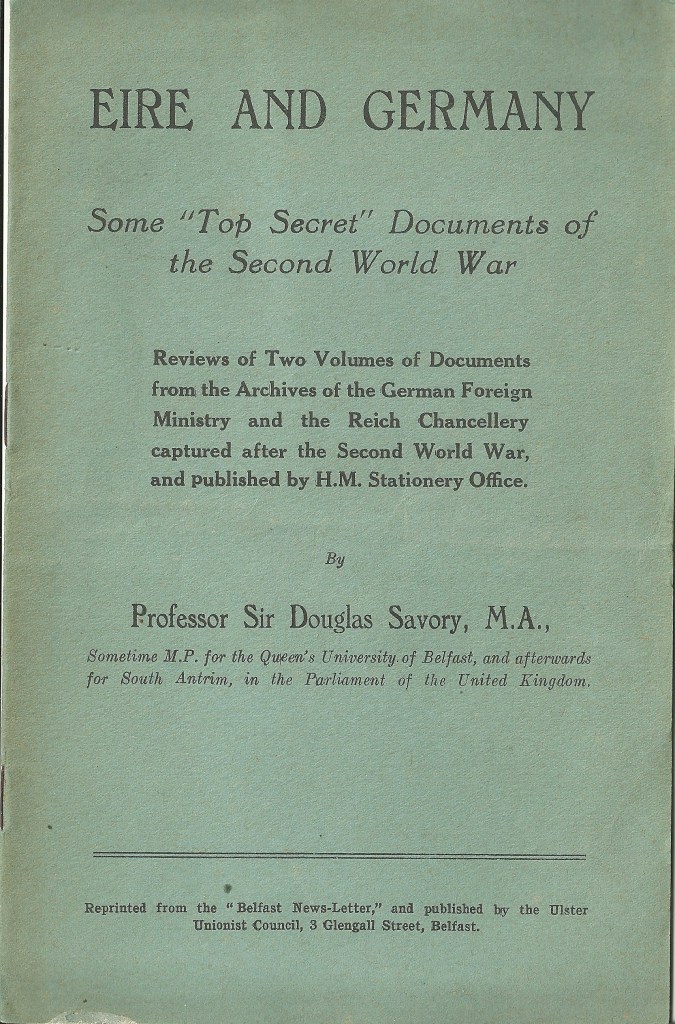 EIRE AND GERMANY
Some "Top Secret" Documents of
the Second World War
Reviews of Two Volumes of Documents
from the Archives of the German Foreign
Ministry and the Reich Chancellery
captured after the Second World War,
and published by H.M. Stationery Office.
By
Professor Sir Douglas Savory, M.A.,
Sometime M.P. for the Queen's University of Belfast, and afterwards
for South Antrim, in the Parliament of the United Kingdom.
Reprinted from the "Belfast News-Letter," and published by the Ulster
Unionist Council, 3 Glengall Street, Belfast.